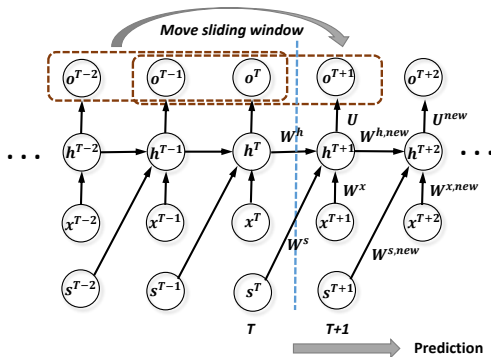 Move sliding window
o^{T-2} o^{T-1} o^{T} o^{T+1} o^{T+2}
W^{h} U W^{h,new} U^{new}
... h^{T-2} h^{T-1} h^{T} h^{T+1} h^{T+2} ...
W^{x} W^{x,new}
x^{T-2} x^{T-1} x^{T} x^{T+1} x^{T+2}
W^{s} W^{s,new}
s^{T-2} s^{T-1} s^{T} s^{T+1}
T T+1
Prediction